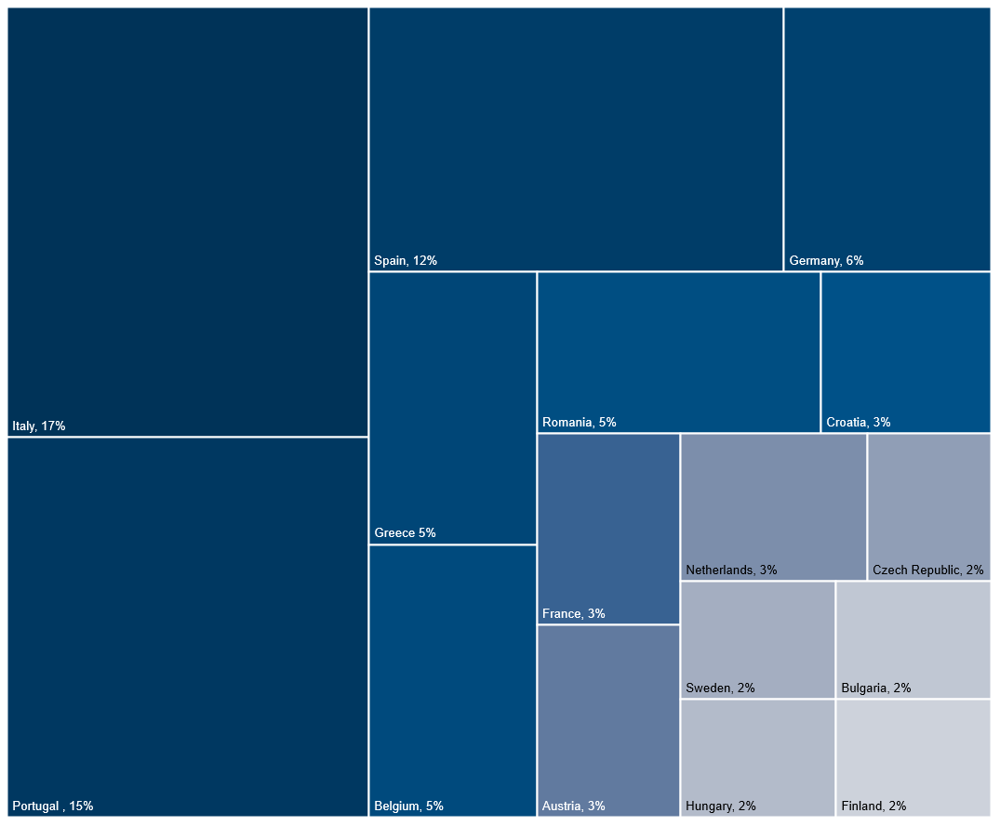 Italy, 17%
Portugal , 15%
Spain, 12%
Germany, 6%
Greece 5%
Belgium, 5%
Romania, 5%
Croatia, 3%
France, 3%
Austria, 3%
Netherlands, 3%
Czech Republic, 2%
Sweden, 2%
Bulgaria, 2%
Hungary, 2%
Finland, 2%